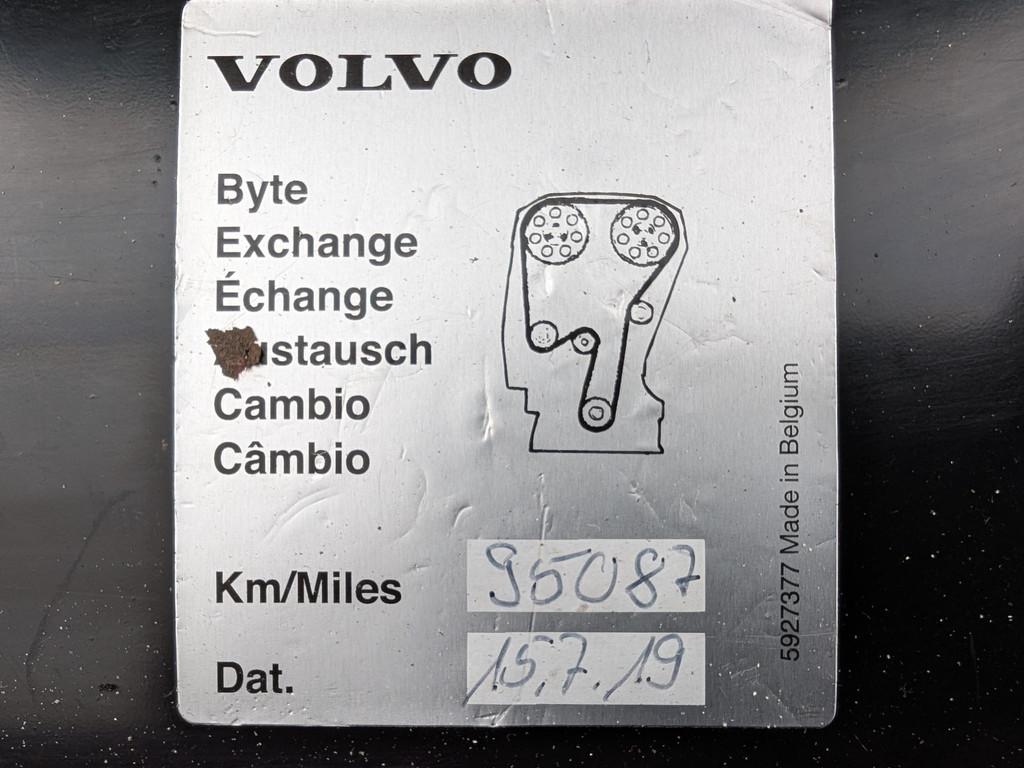 VOLVO
Byte
Exchange
Échange
ustausch
Cambio
Câmbio
Km/Miles 95087
Dat. 15.7.19
5927377 Made in Belgium